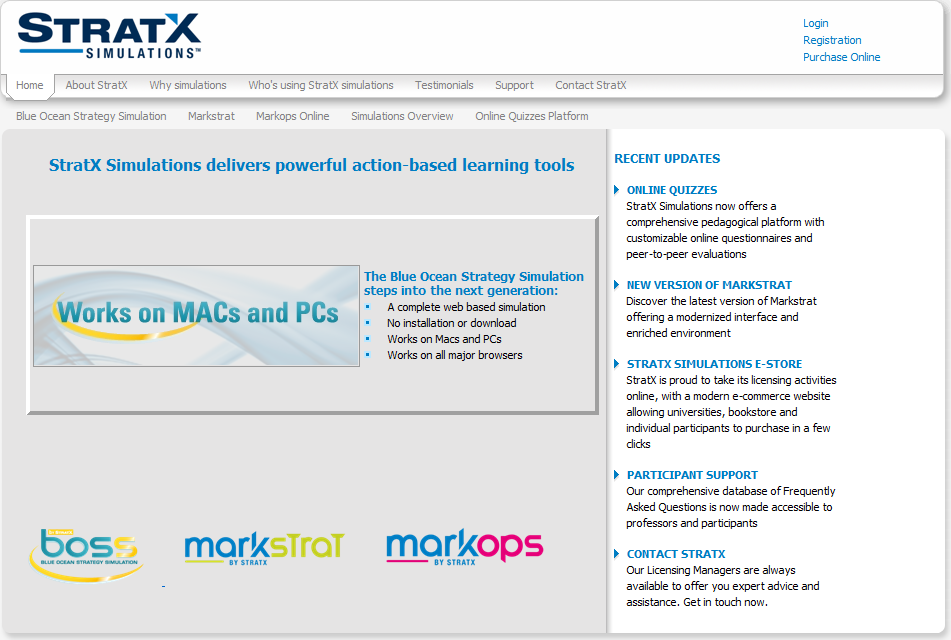 STRATX
SIMULATIONS™
Login
Registration
Purchase Online
Home About StratX Why simulations Who's using StratX simulations Testimonials Support Contact StratX
Blue Ocean Strategy Simulation Markstrat Markops Online Simulations Overview Online Quizzes Platform
StratX Simulations delivers powerful action-based learning tools
Works on MACs and PCs
The Blue Ocean Strategy Simulation
steps into the next generation:
A complete web based simulation
No installation or download
Works on Macs and PCs
Works on all major browsers
boss
BLUE OCEAN STRATEGY SIMULATION
markstrat
BY STRATX
markops
BY STRATX
RECENT UPDATES
ONLINE QUIZZES
StratX Simulations now offers a
comprehensive pedagogical platform with
customizable online questionnaires and
peer-to-peer evaluations
NEW VERSION OF MARKSTRAT
Discover the latest version of Markstrat
offering a modernized interface and
enriched environment
STRATX SIMULATIONS E-STORE
StratX is proud to take its licensing activities
online, with a modern e-commerce website
allowing universities, bookstore and
individual participants to purchase in a few
clicks
PARTICIPANT SUPPORT
Our comprehensive database of Frequently
Asked Questions is now made accessible to
professors and participants
CONTACT STRATX
Our Licensing Managers are always
available to offer you expert advice and
assistance. Get in touch now.